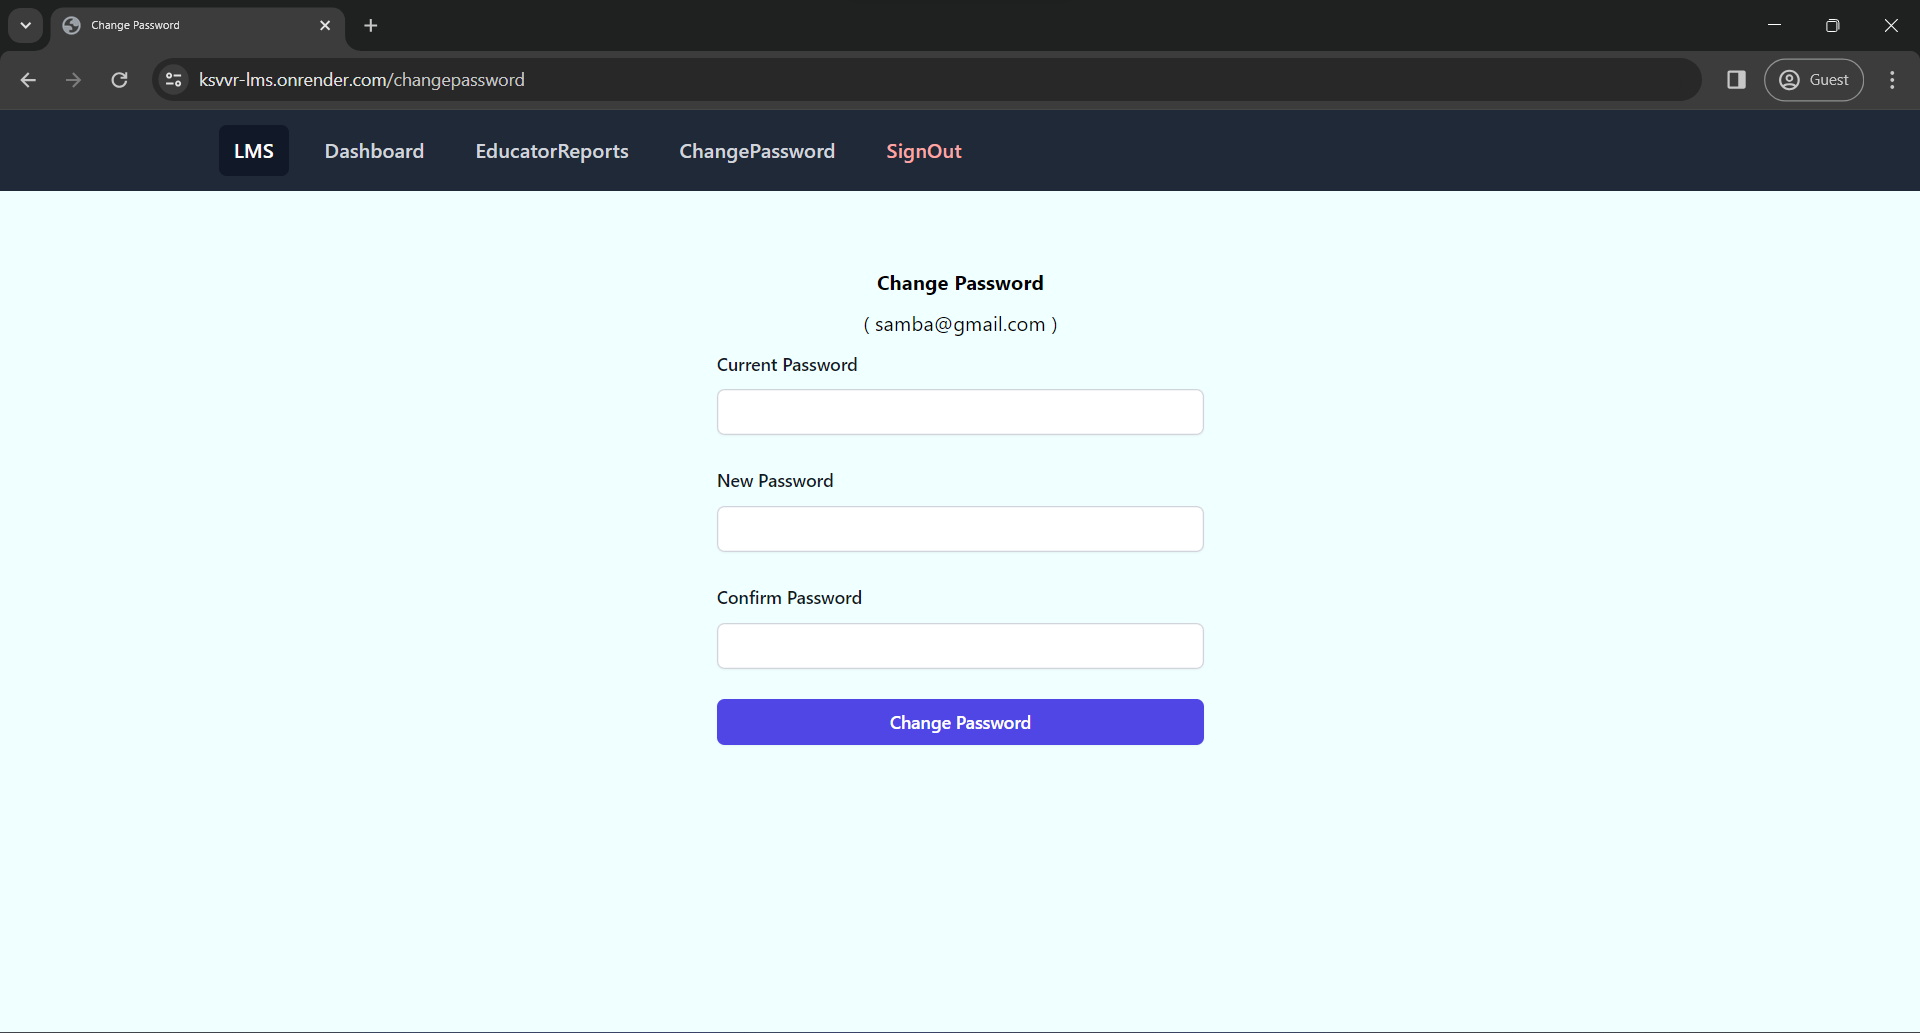 Change Password
ksvvr-lms.onrender.com/changepassword
Guest
LMS Dashboard EducatorReports ChangePassword SignOut
Change Password
( samba@gmail.com )
Current Password
New Password
Confirm Password
Change Password